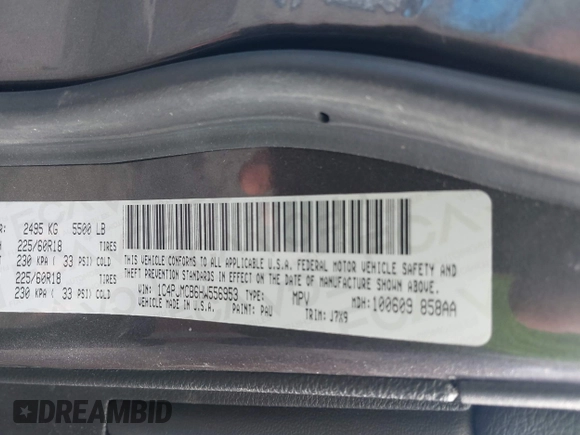 R: 2495 KG 5500 LB
225/60R18 TIRES
230 KPA ( 33 PSI) COLD
225/60R18 TIRES
230 KPA ( 33 PSI) COLD
THIS VEHICLE CONFORMS TO ALL APPLICABLE U.S.A. FEDERAL MOTOR VEHICLE SAFETY AND
THEFT PREVENTION STANDARDS IN EFFECT ON THE DATE OF MANUFACTURE SHOWN ABOVE.
VIN: 1C4PJMCB6HW556953 TYPE: MPV MDH: 100609 858AA
VEHICLE MADE IN U.S.A. PAINT: PAU TRIM: J7X9
DREAMBID